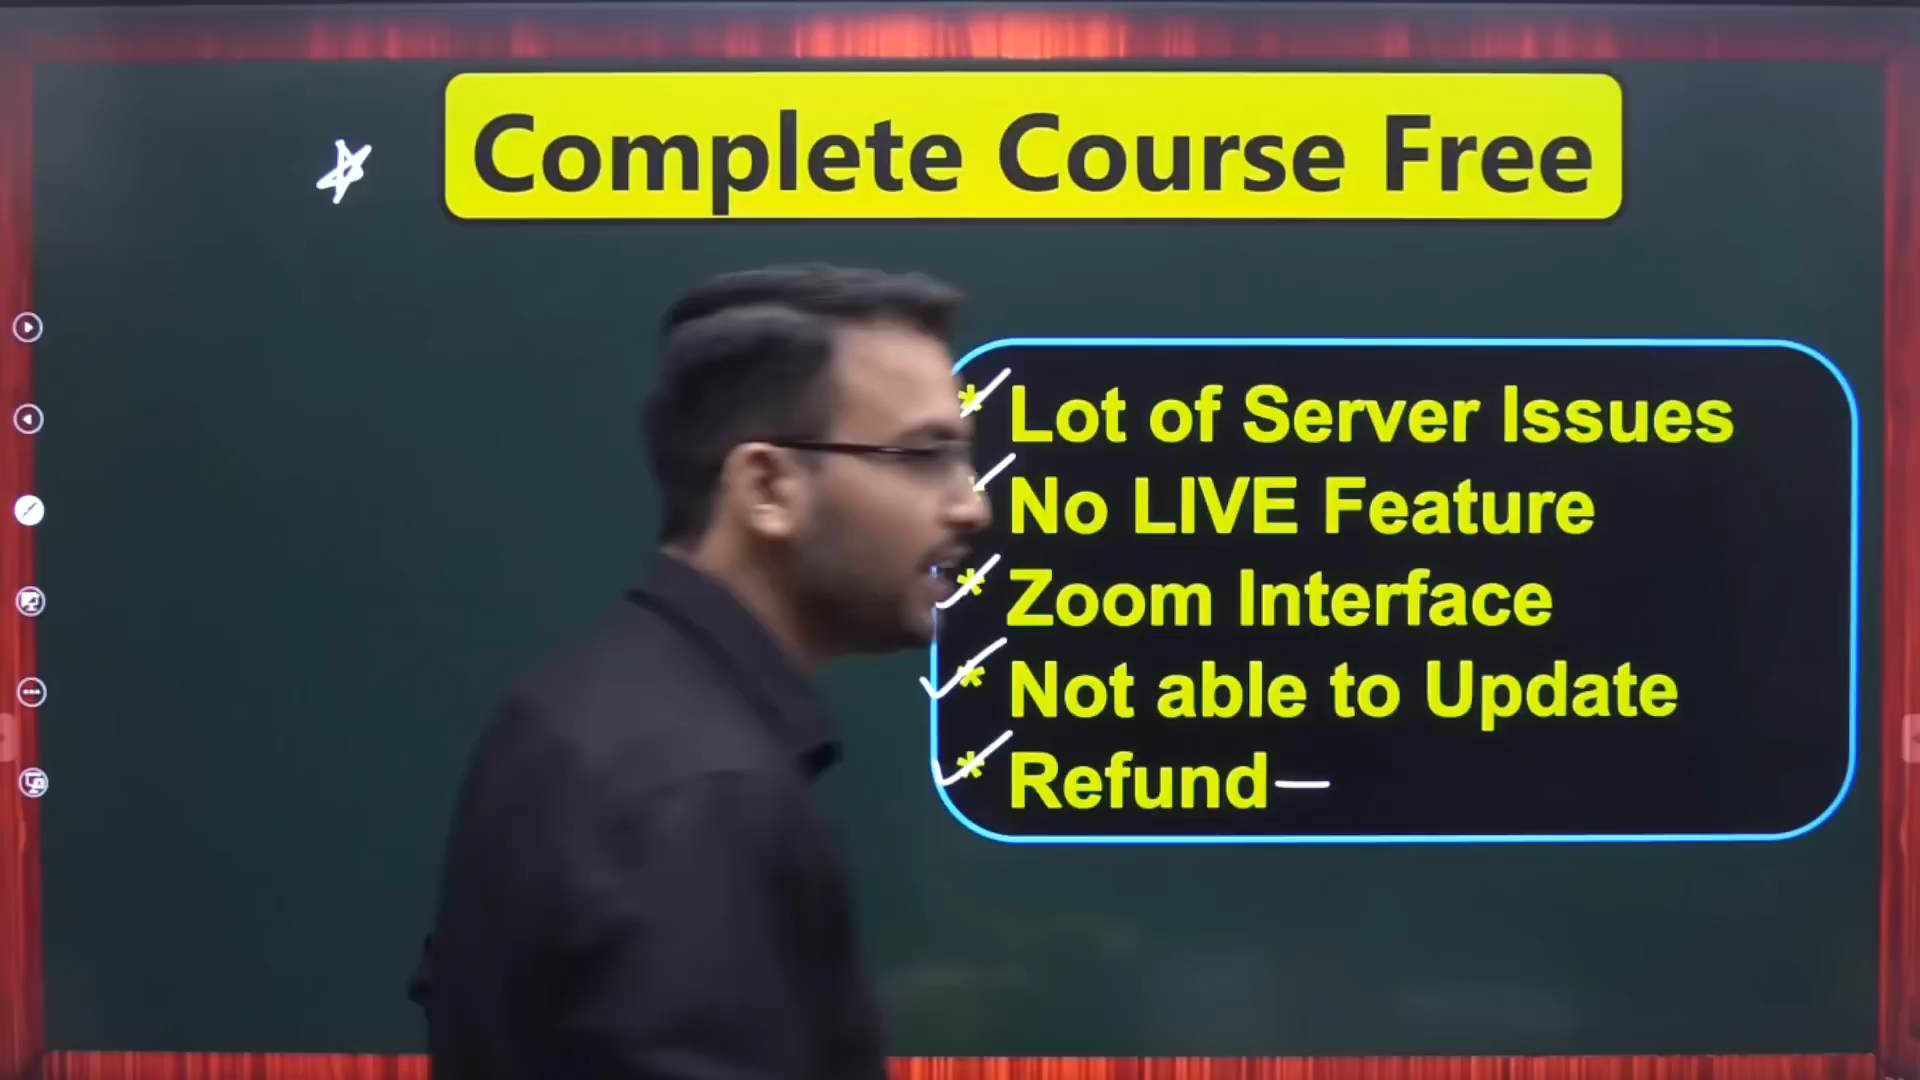 Complete Course Free
* Lot of Server Issues
* No LIVE Feature
* Zoom Interface
* Not able to Update
* Refund